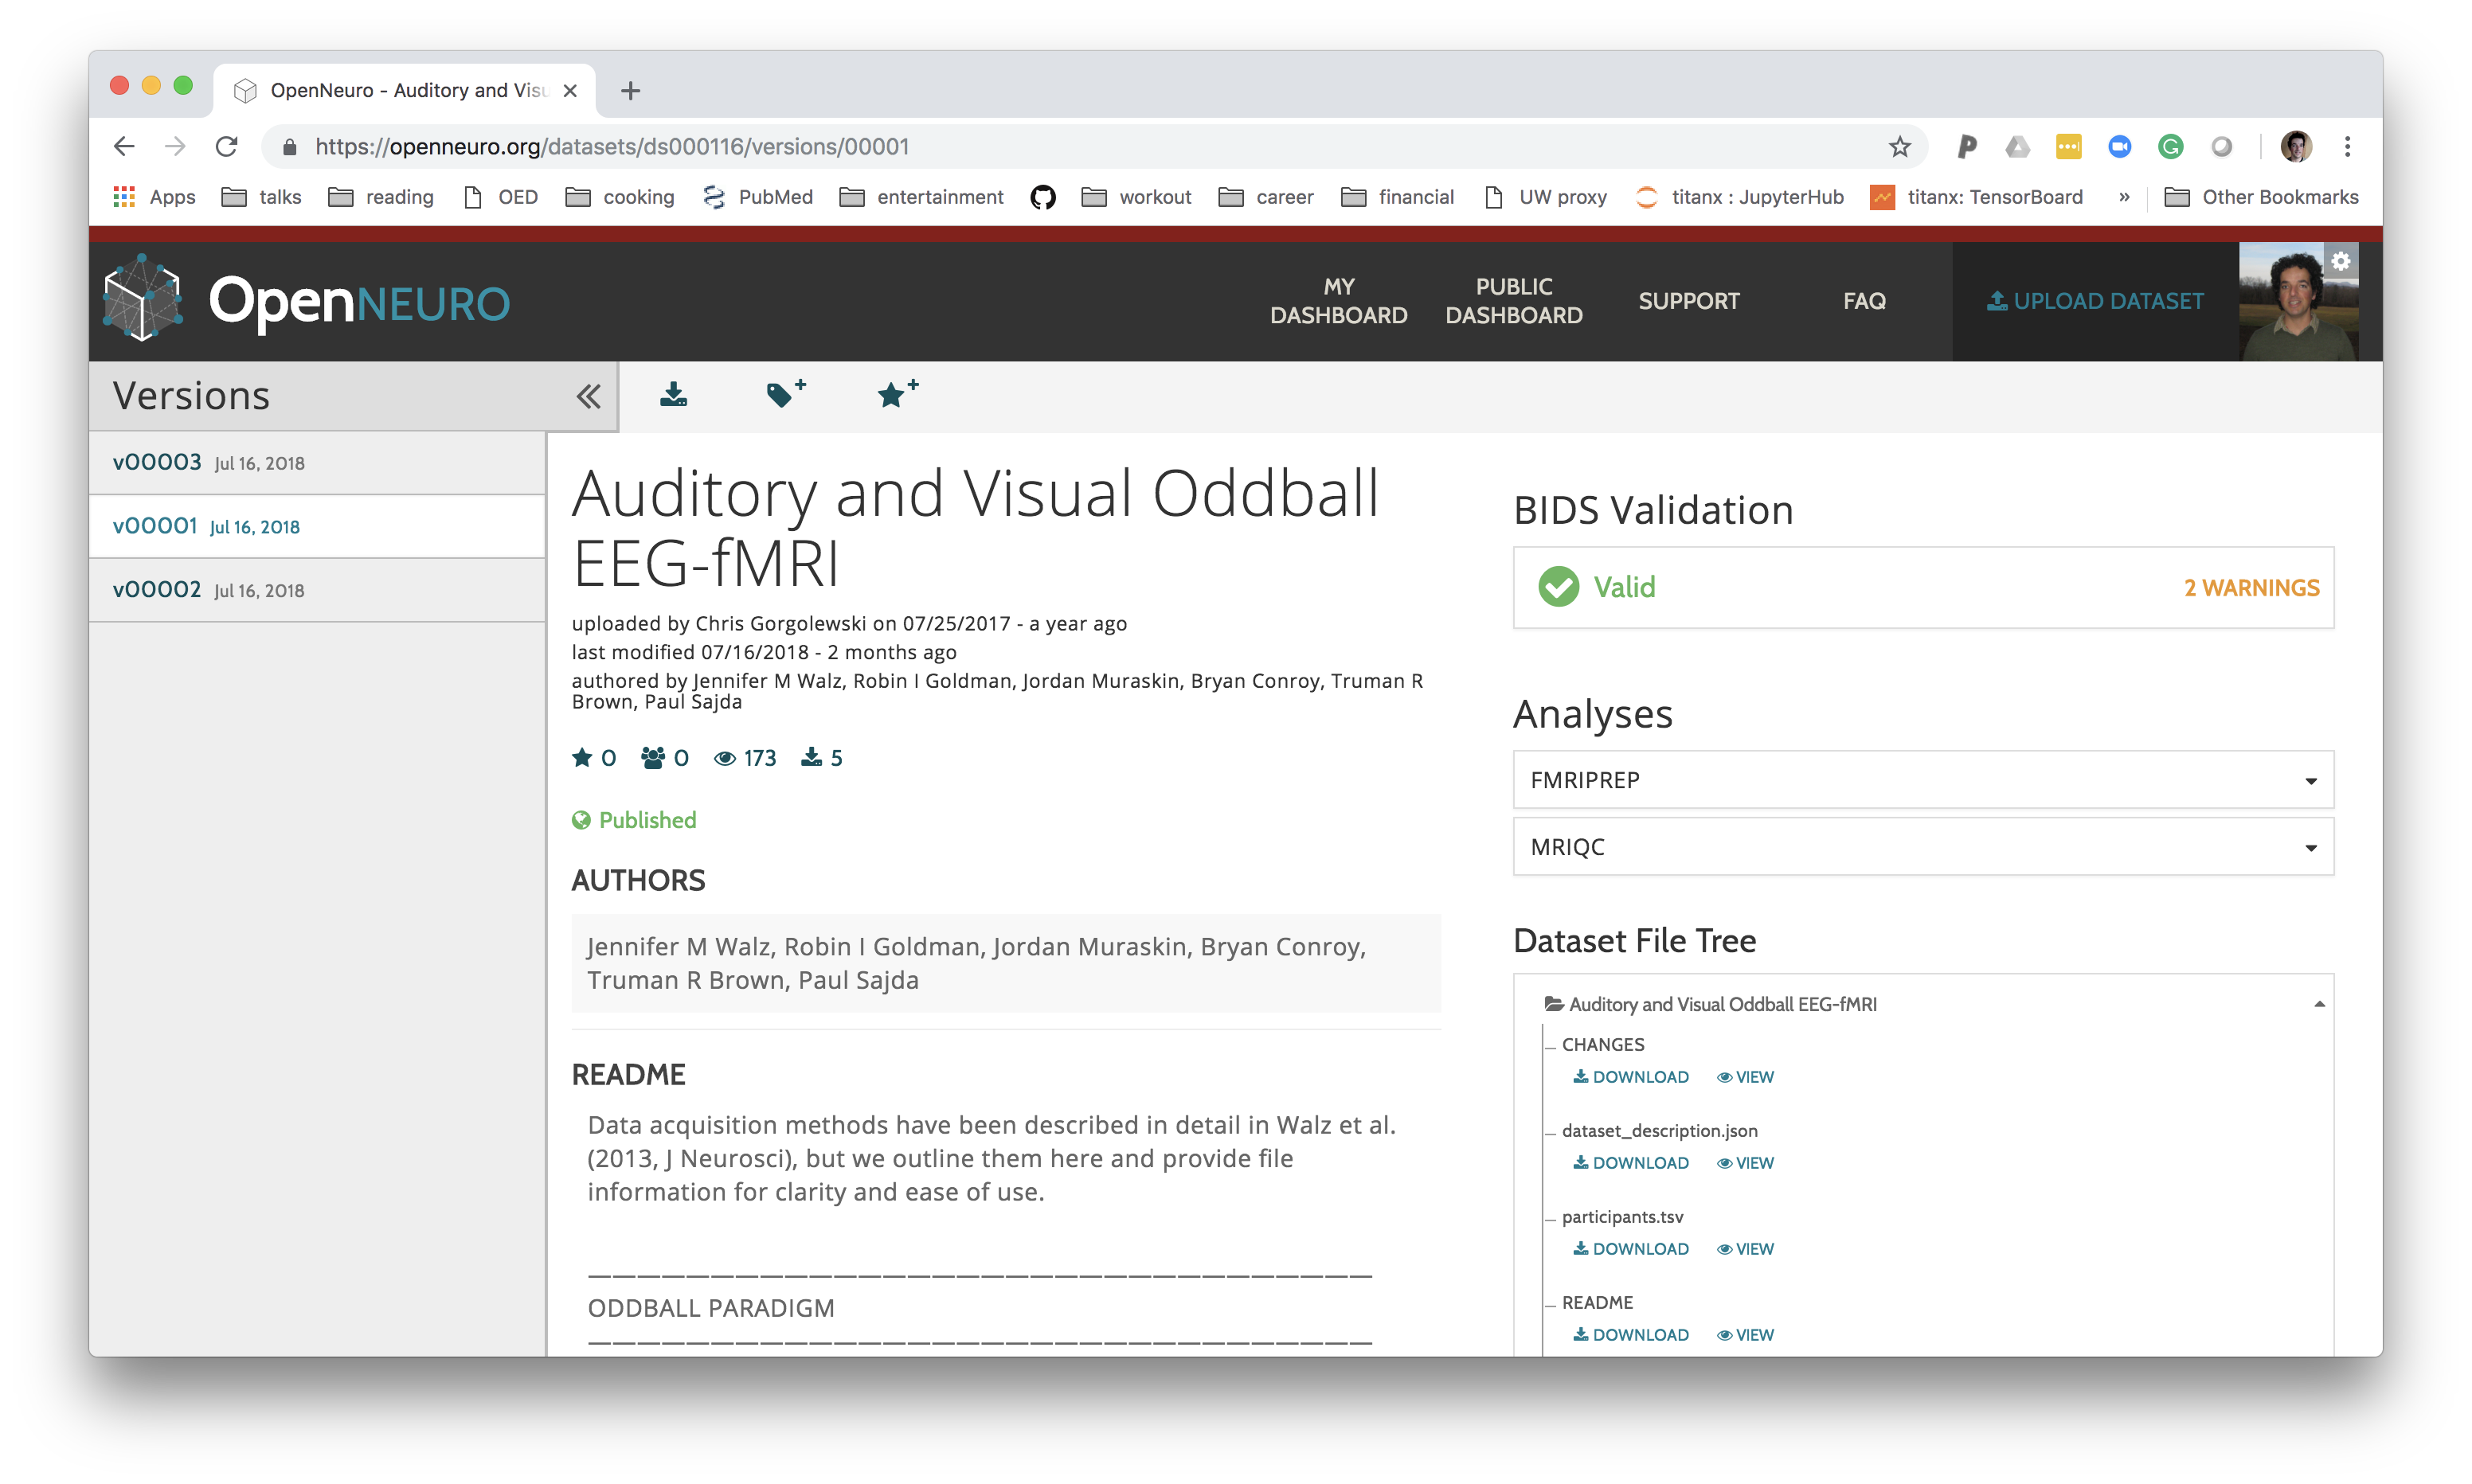 OpenNeuro - Auditory and Visu
https://openneuro.org/datasets/ds000116/versions/00001
Apps talks reading OED cooking PubMed entertainment workout career financial UW proxy titanx : JupyterHub titanx: TensorBoard » Other Bookmarks
OpenNEURO
MY DASHBOARD
PUBLIC DASHBOARD
SUPPORT
FAQ
UPLOAD DATASET
Versions
v00003 Jul 16, 2018
v00001 Jul 16, 2018
v00002 Jul 16, 2018
Auditory and Visual Oddball
EEG-fMRI
uploaded by Chris Gorgolewski on 07/25/2017 - a year ago
last modified 07/16/2018 - 2 months ago
authored by Jennifer M Walz, Robin I Goldman, Jordan Muraskin, Bryan Conroy, Truman R
Brown, Paul Sajda
0 0 173 5
Published
AUTHORS
Jennifer M Walz, Robin I Goldman, Jordan Muraskin, Bryan Conroy,
Truman R Brown, Paul Sajda
README
Data acquisition methods have been described in detail in Walz et al.
(2013, J Neurosci), but we outline them here and provide file
information for clarity and ease of use.
————————————————————————————————
ODDBALL PARADIGM
————————————————————————————————
BIDS Validation
Valid
2 WARNINGS
Analyses
FMRIPREP
MRIQC
Dataset File Tree
Auditory and Visual Oddball EEG-fMRI
CHANGES
DOWNLOAD VIEW
dataset_description.json
DOWNLOAD VIEW
participants.tsv
DOWNLOAD VIEW
README
DOWNLOAD VIEW